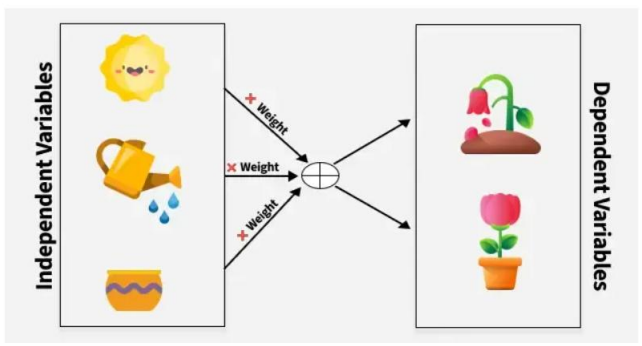 Independent Variables
× Weight
× Weight
× Weight
Dependent Variables